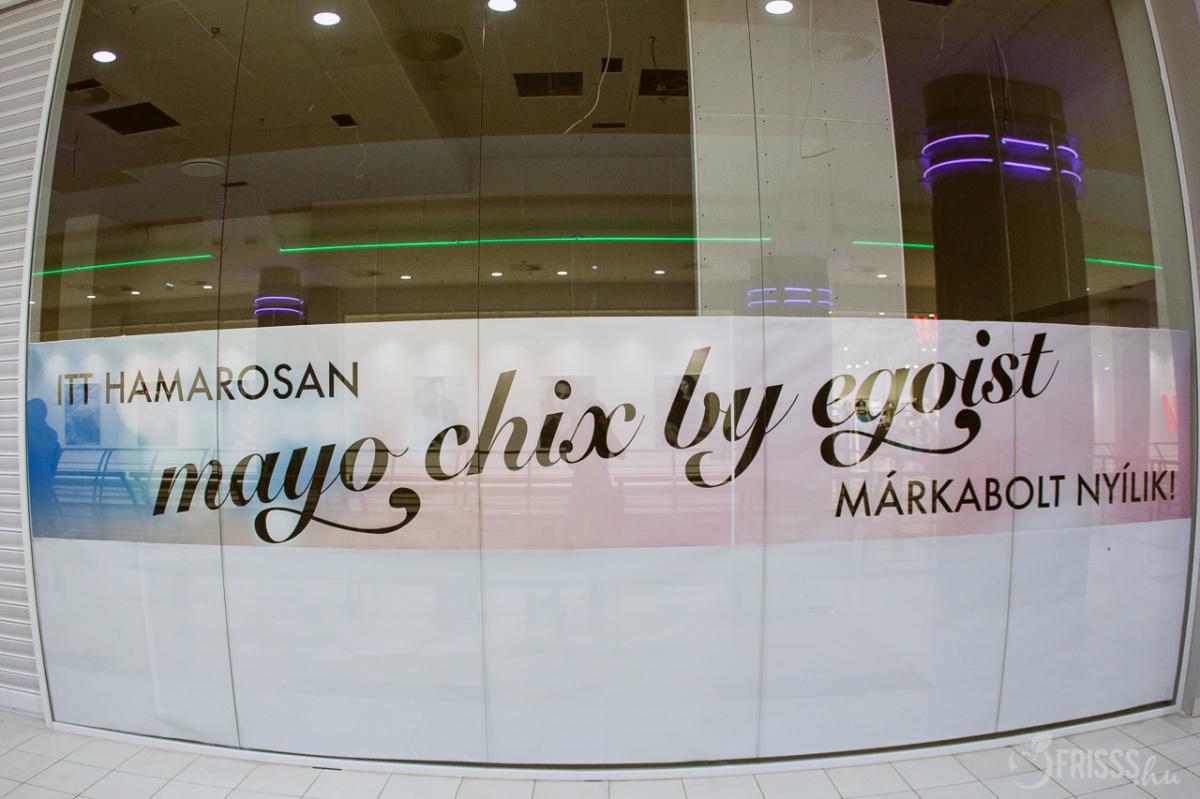 ITT HAMAROSAN
mayo chix by egoist
MÁRKABOLT NYÍLIK!
FRISSS.hu